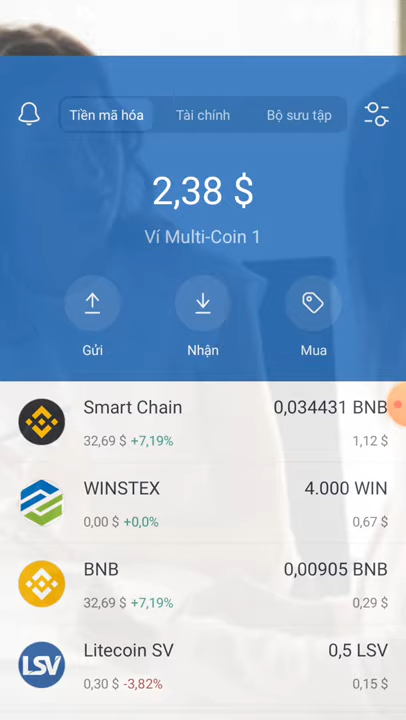 Tiền mã hóa Tài chính Bộ sưu tập
2,38 $
Ví Multi-Coin 1
Gửi Nhận Mua
Smart Chain 0,034431 BNB
32,69 $ +7,19% 1,12 $
WINSTEX 4.000 WIN
0,00 $ +0,0% 0,67 $
BNB 0,00905 BNB
32,69 $ +7,19% 0,29 $
Litecoin SV 0,5 LSV
LSV
0,30 $ -3,82% 0,15 $